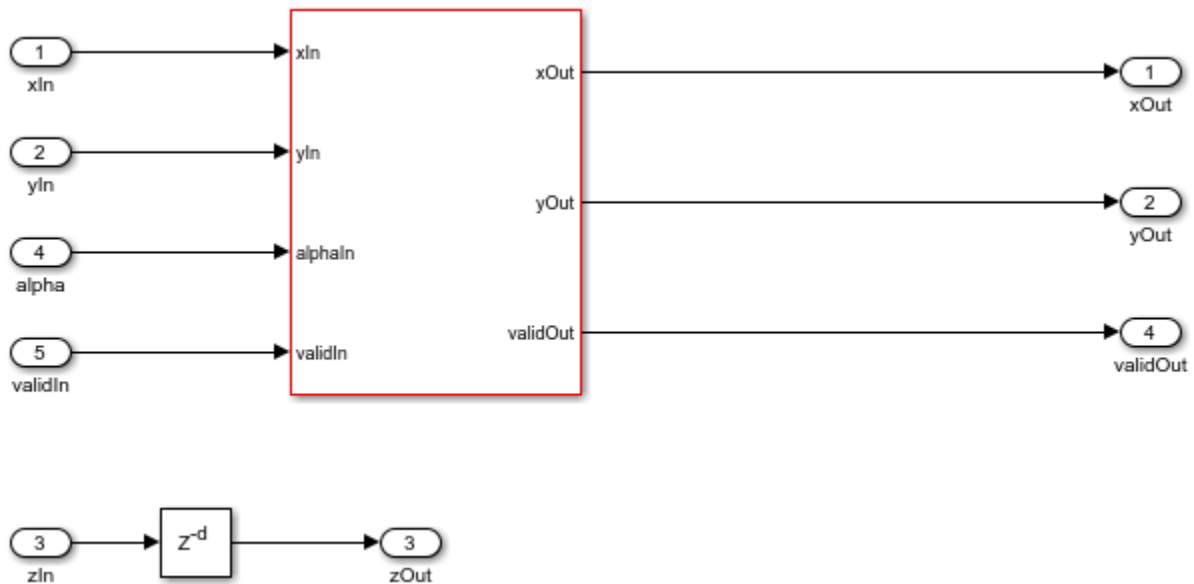 1
xIn
2
yIn
4
alpha
5
validIn
xIn
yIn
alphaIn
validIn
xOut
yOut
validOut
1
xOut
2
yOut
4
validOut
3
zIn
Z-d
3
zOut